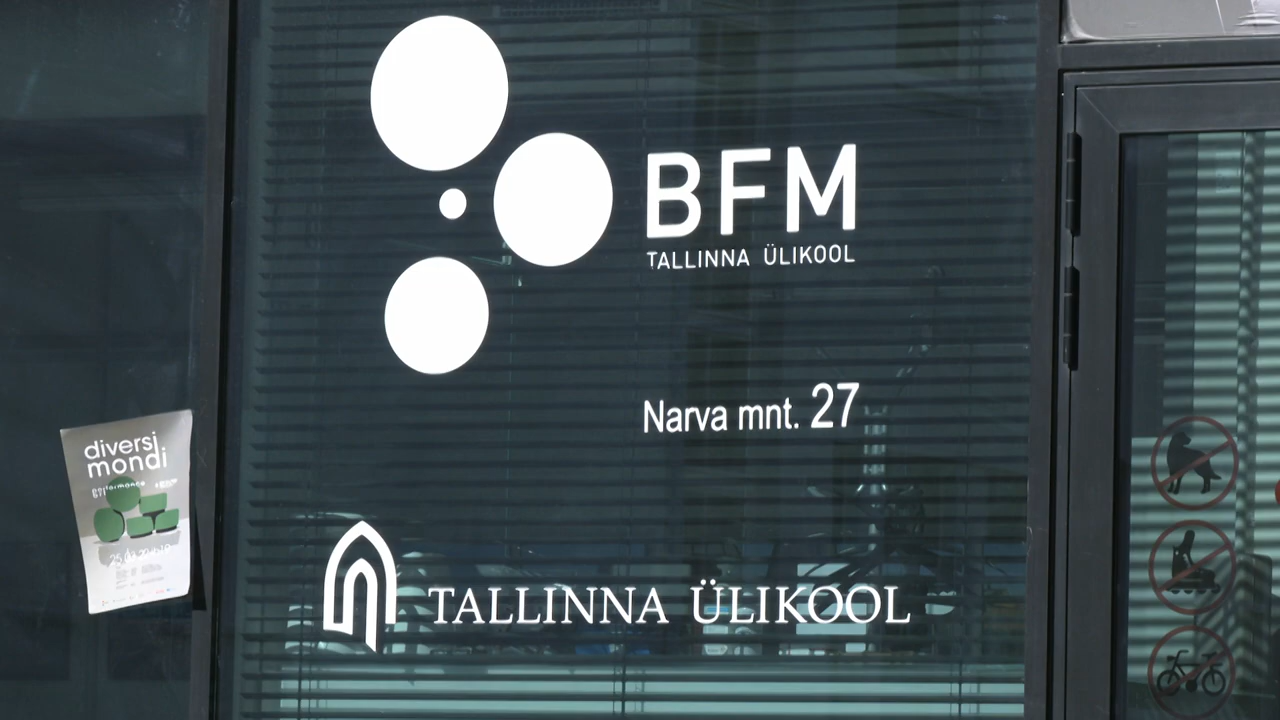 BFM
TALLINNA ÜLIKOOL
Narva mnt. 27
diversi
mondi
TALLINNA ÜLIKOOL